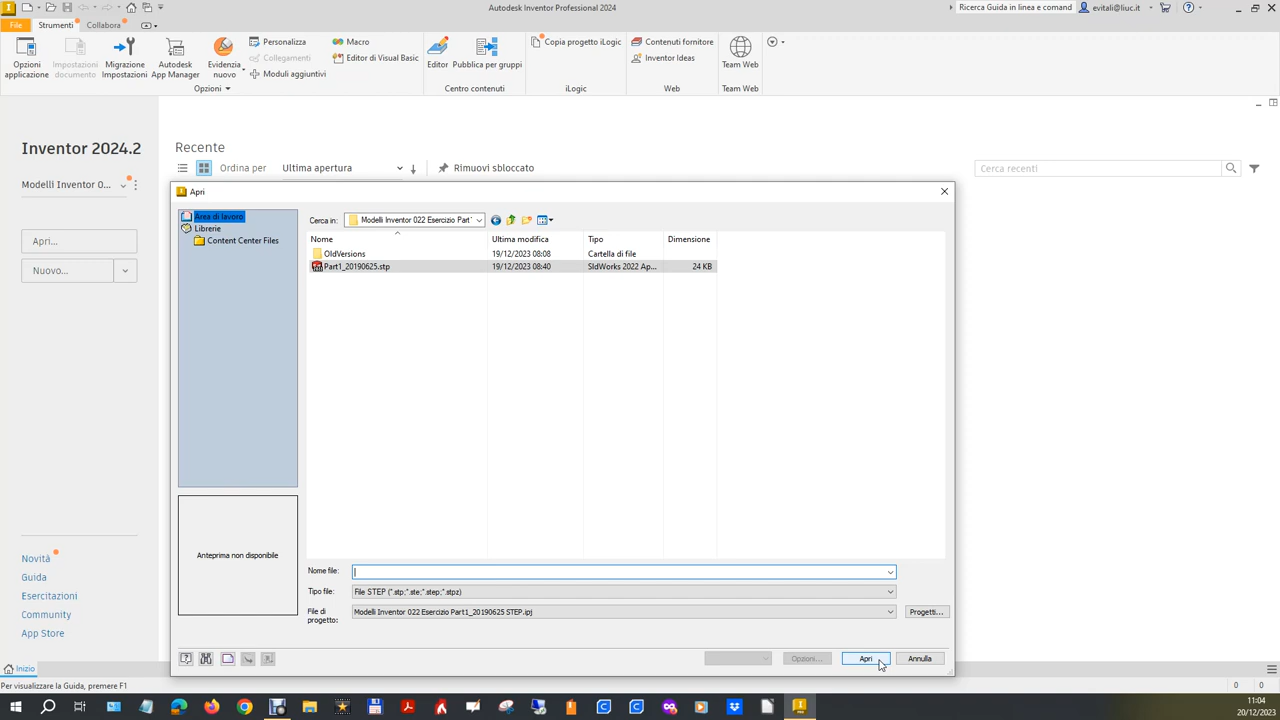 Autodesk Inventor Professional 2024
Ricerca Guida in linea e comand
evitali@liuc.it
File
Strumenti
Collabora
Opzioni applicazione
Impostazioni documento
Migrazione Impostazioni
Autodesk App Manager
Evidenzia nuovo
Personalizza
Collegamenti
Moduli aggiuntivi
Macro
Editor di Visual Basic
Editor
Pubblica per gruppi
Copia progetto iLogic
Contenuti fornitore
Inventor Ideas
Team Web
Opzioni
Centro contenuti
iLogic
Web
Team Web
Inventor 2024.2
Recente
Modelli Inventor 0...
Ordina per
Ultima apertura
Rimuovi sbloccato
Cerca recenti
Apri...
Nuovo...
Apri
Area di lavoro
Librerie
Content Center Files
Cerca in:
Modelli Inventor 022 Esercizio Part
Nome
Ultima modifica
Tipo
Dimensione
OldVersions
19/12/2023 08:08
Cartella di file
Part1_20190625.stp
19/12/2023 08:40
SldWorks 2022 Ap...
24 KB
Anteprima non disponibile
Nome file:
Tipo file:
File STEP (*.stp;*.ste;*.step;*.stpz)
File di progetto:
Modelli Inventor 022 Esercizio Part1_20190625 STEP.ipj
Progetti...
Opzioni...
Apri
Annulla
Novità
Guida
Esercitazioni
Community
App Store
Inizio
Per visualizzare la Guida, premere F1
0
0
11:04
20/12/2023